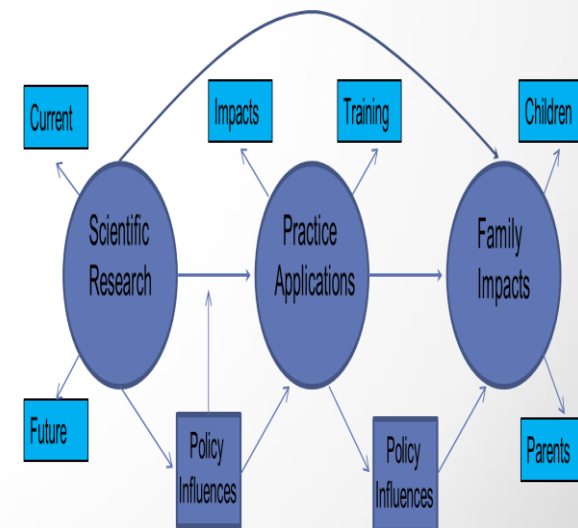 Current
Impacts
Training
Children
Scientific
Research
Practice
Applications
Family
Impacts
Future
Policy
Influences
Policy
Influences
Parents